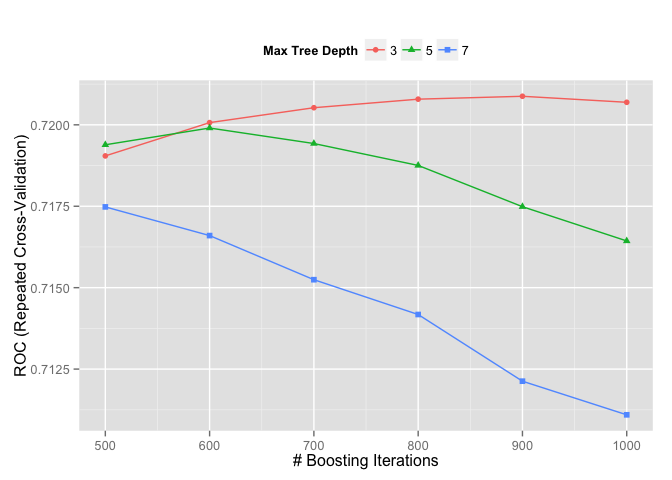 Max Tree Depth 3 5 7
ROC (Repeated Cross-Validation)
0.7200
0.7175
0.7150
0.7125
500 600 700 800 900 1000
# Boosting Iterations